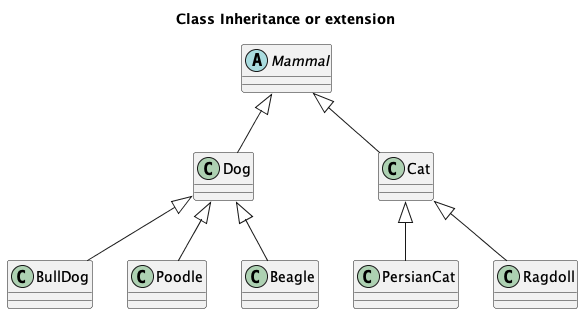 Class Inheritance or extension
A Mammal
C Dog
C Cat
C BullDog
C Poodle
C Beagle
C PersianCat
C Ragdoll